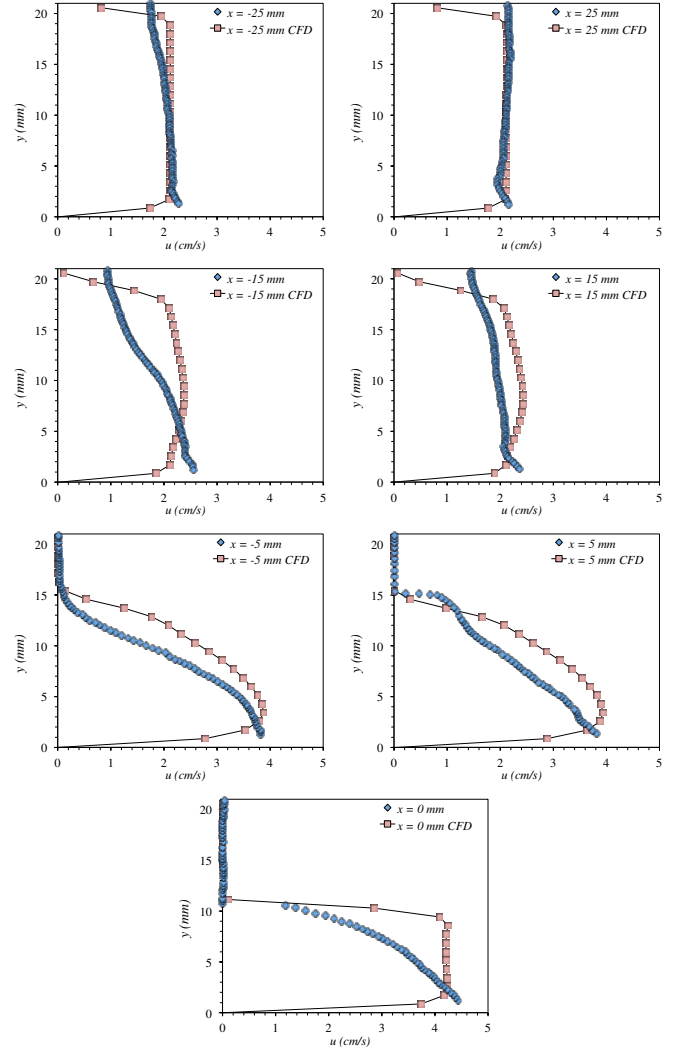 x = -25 mm
x = -25 mm CFD
y (mm)
20
15
10
5
0
0 1 2 3 4 5
u (cm/s)
x = 25 mm
x = 25 mm CFD
y (mm)
20
15
10
5
0
0 1 2 3 4 5
u (cm/s)
x = -15 mm
x = -15 mm CFD
y (mm)
20
15
10
5
0
0 1 2 3 4 5
u (cm/s)
x = 15 mm
x = 15 mm CFD
y (mm)
20
15
10
5
0
0 1 2 3 4 5
u (cm/s)
x = -5 mm
x = -5 mm CFD
y (mm)
20
15
10
5
0
0 1 2 3 4 5
u (cm/s)
x = 5 mm
x = 5 mm CFD
y (mm)
20
15
10
5
0
0 1 2 3 4 5
u (cm/s)
x = 0 mm
x = 0 mm CFD
y (mm)
20
15
10
5
0
0 1 2 3 4 5
u (cm/s)